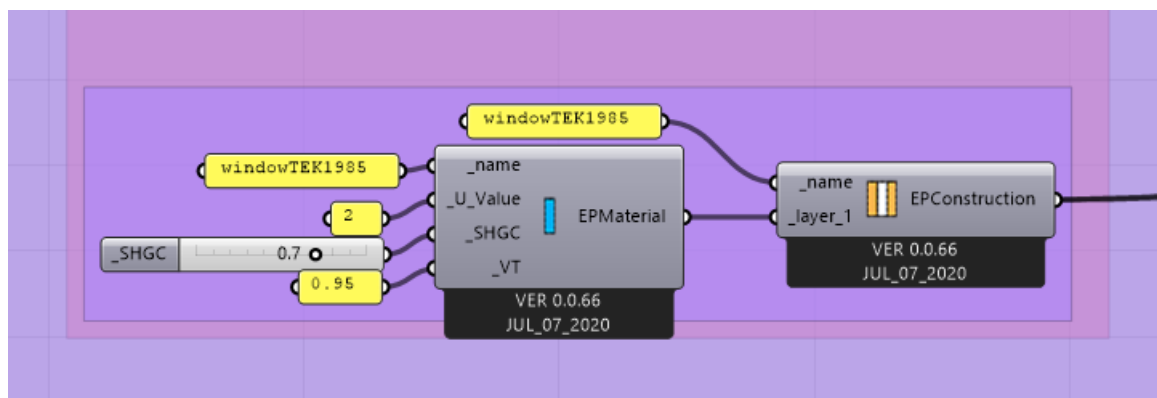 windowTEK1985
windowTEK1985
_name
_U_Value
_SHGC
_VT
EPMaterial
2
_SHGC
0.7
0.95
VER 0.0.66
JUL_07_2020
_name
_layer_1
EPConstruction
VER 0.0.66
JUL_07_2020